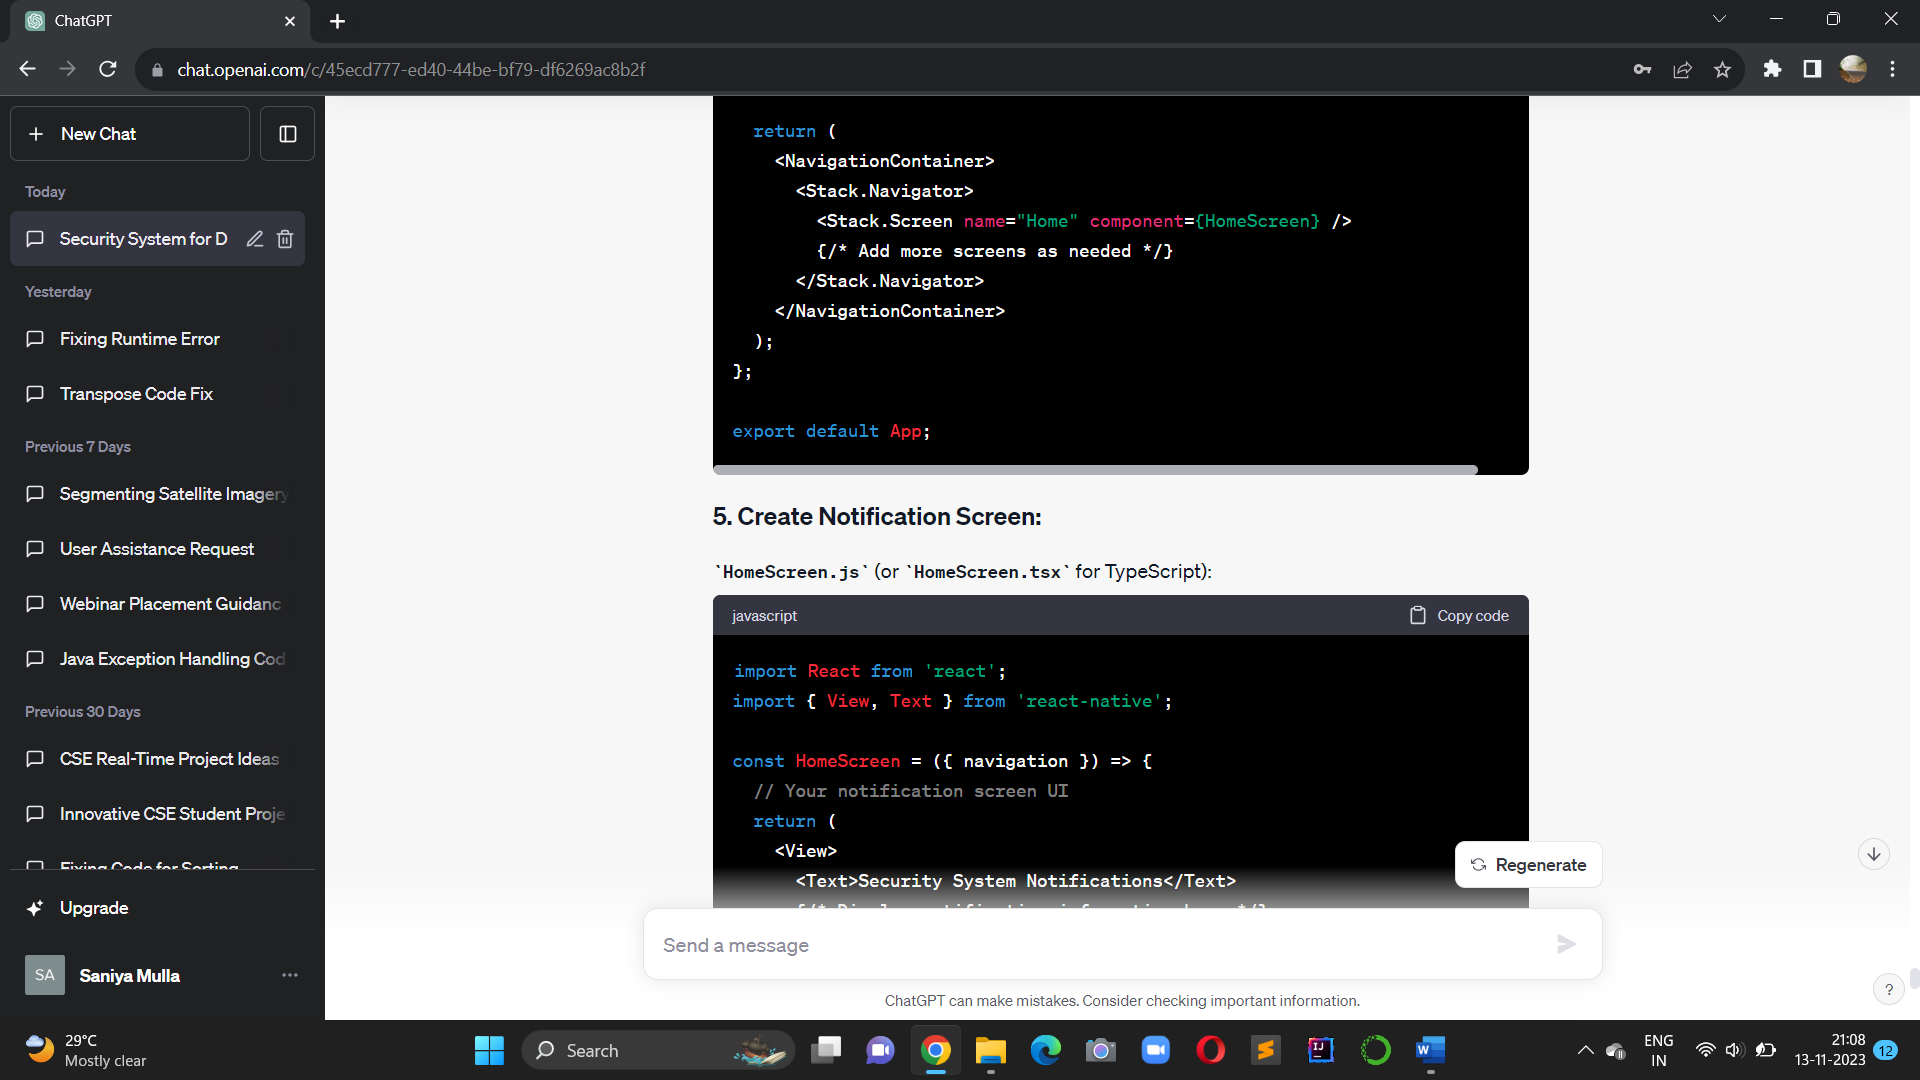 ChatGPT
chat.openai.com/c/45ecd777-ed40-44be-bf79-df6269ac8b2f
New Chat
Today
Security System for D
Yesterday
Fixing Runtime Error
Transpose Code Fix
Previous 7 Days
Segmenting Satellite Imagery
User Assistance Request
Webinar Placement Guidanc
Java Exception Handling Cod
Previous 30 Days
CSE Real-Time Project Ideas
Innovative CSE Student Proje
Fixing Code for Sorting
Upgrade
SA
Saniya Mulla
return (
<NavigationContainer>
<Stack.Navigator>
<Stack.Screen name="Home" component={HomeScreen} />
{/* Add more screens as needed */}
</Stack.Navigator>
</NavigationContainer>
);
};
export default App;
5. Create Notification Screen:
`HomeScreen.js` (or `HomeScreen.tsx` for TypeScript):
javascript
Copy code
import React from 'react';
import { View, Text } from 'react-native';
const HomeScreen = ({ navigation }) => {
// Your notification screen UI
return (
<View>
<Text>Security System Notifications</Text>
Regenerate
Send a message
ChatGPT can make mistakes. Consider checking important information.
?
29°C
Mostly clear
Search
IJ
W
ENG
IN
21:08
13-11-2023
12